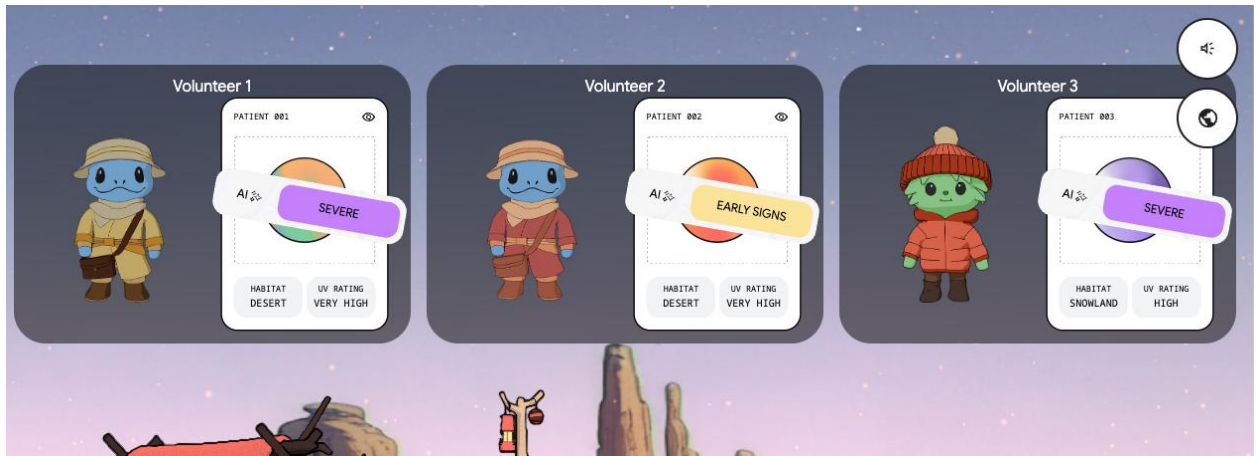 Volunteer 1
PATIENT 001
AI
SEVERE
HABITAT
DESERT
UV RATING
VERY HIGH
Volunteer 2
PATIENT 002
AI
EARLY SIGNS
HABITAT
DESERT
UV RATING
VERY HIGH
Volunteer 3
PATIENT 003
AI
SEVERE
HABITAT
SNOWLAND
UV RATING
HIGH